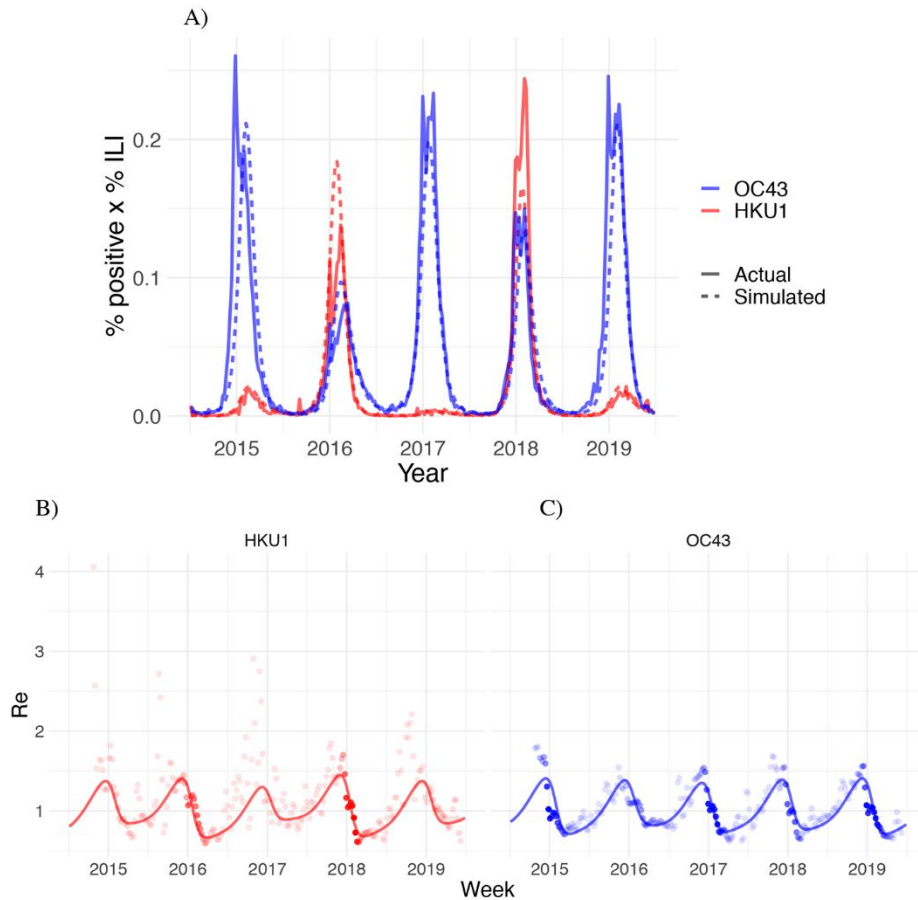 A)
% positive x % ILI
0.2
0.1
0.0
2015 2016 2017 2018 2019
Year
OC43
HKU1
Actual
Simulated
B)
C)
HKU1
OC43
Re
4
3
2
1
2015 2016 2017 2018 2019
2015 2016 2017 2018 2019
Week